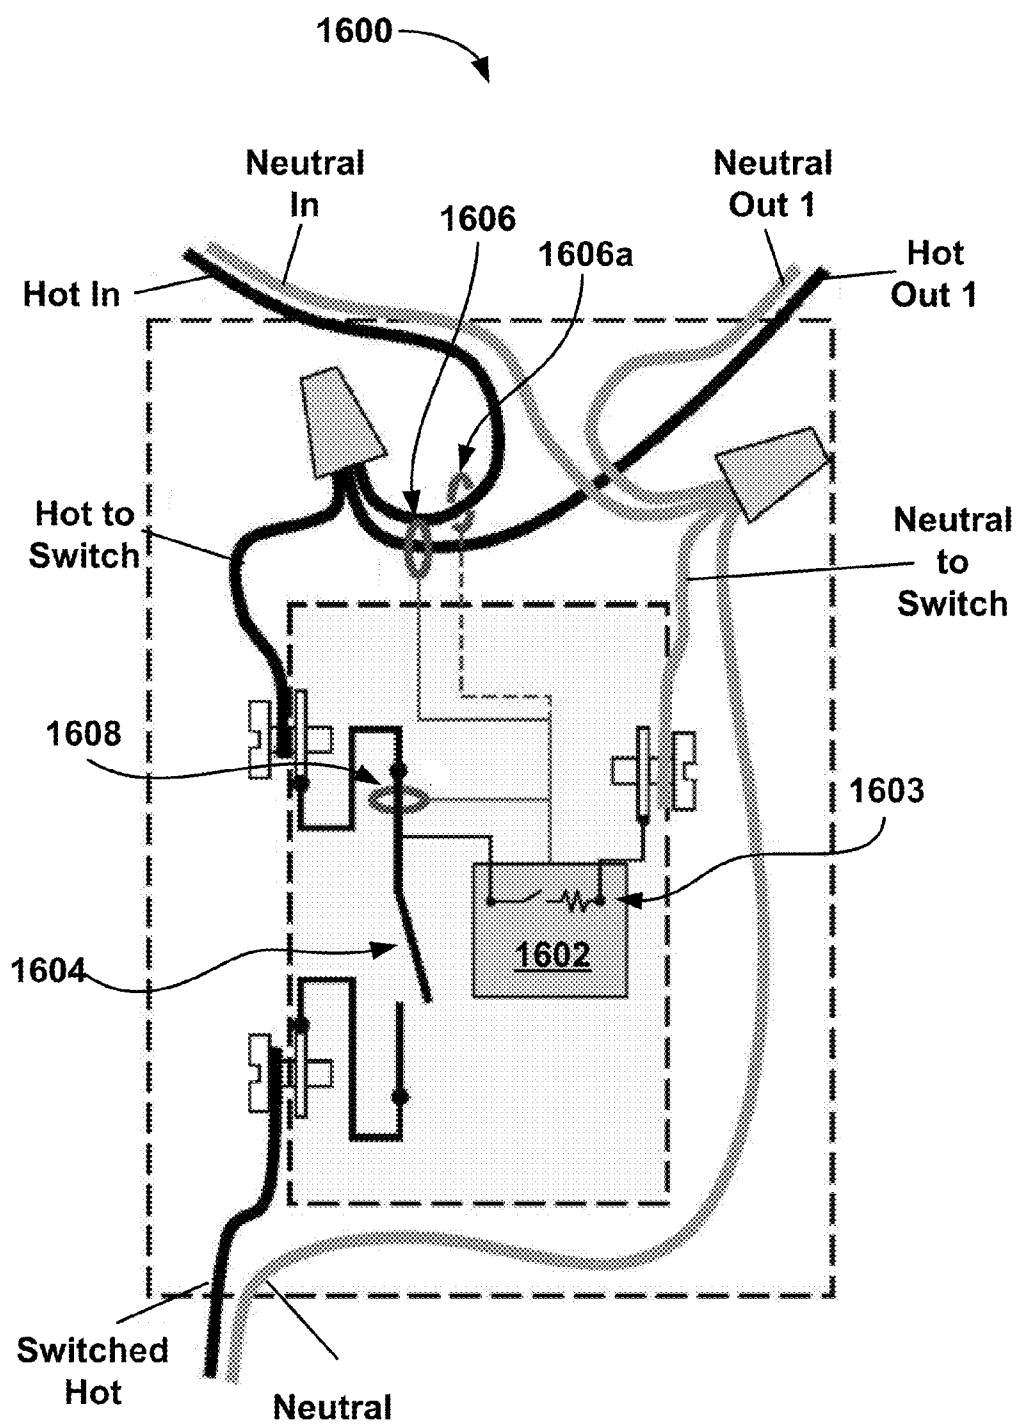 1600
Neutral
In
Neutral
Out 1
1606
1606a
Hot In
Hot
Out 1
Hot to
Switch
Neutral
to
Switch
1608
1603
1604
1602
Switched
Hot
Neutral